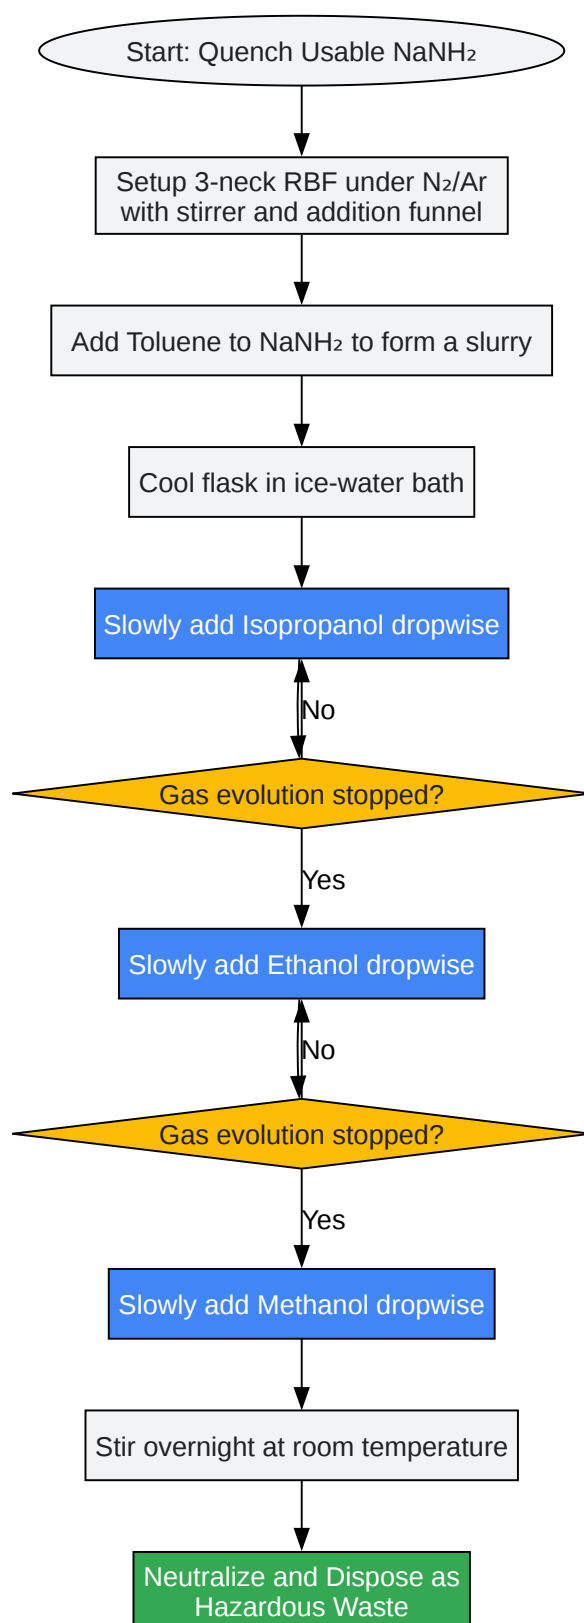 Start: Quench Usable NaNH₂
Setup 3-neck RBF under N₂/Ar
with stirrer and addition funnel
Add Toluene to NaNH₂ to form a slurry
Cool flask in ice-water bath
Slowly add Isopropanol dropwise
No
Gas evolution stopped?
Yes
Slowly add Ethanol dropwise
No
Gas evolution stopped?
Yes
Slowly add Methanol dropwise
Stir overnight at room temperature
Neutralize and Dispose as
Hazardous Waste